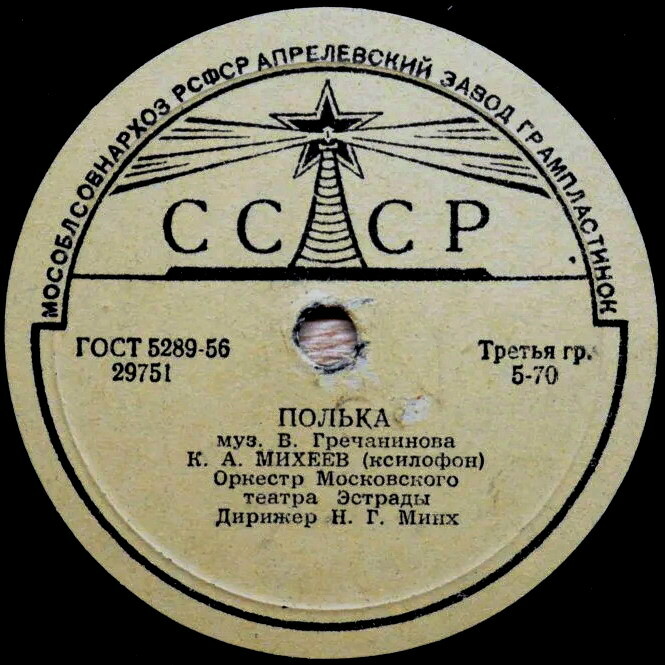 МОСОБЛСОВНАРХОЗ РСФСР АПРЕЛЕВСКИЙ ЗАВОД ГРАМПЛАСТИНОК
СССР
ГОСТ 5289-56
29751
Третья гр.
5-70
ПОЛЬКА
муз. В. Гречанинова
К. А. МИХЕЕВ (ксилофон)
Оркестр Московского
театра Эстрады
Дирижер Н. Г. Минх